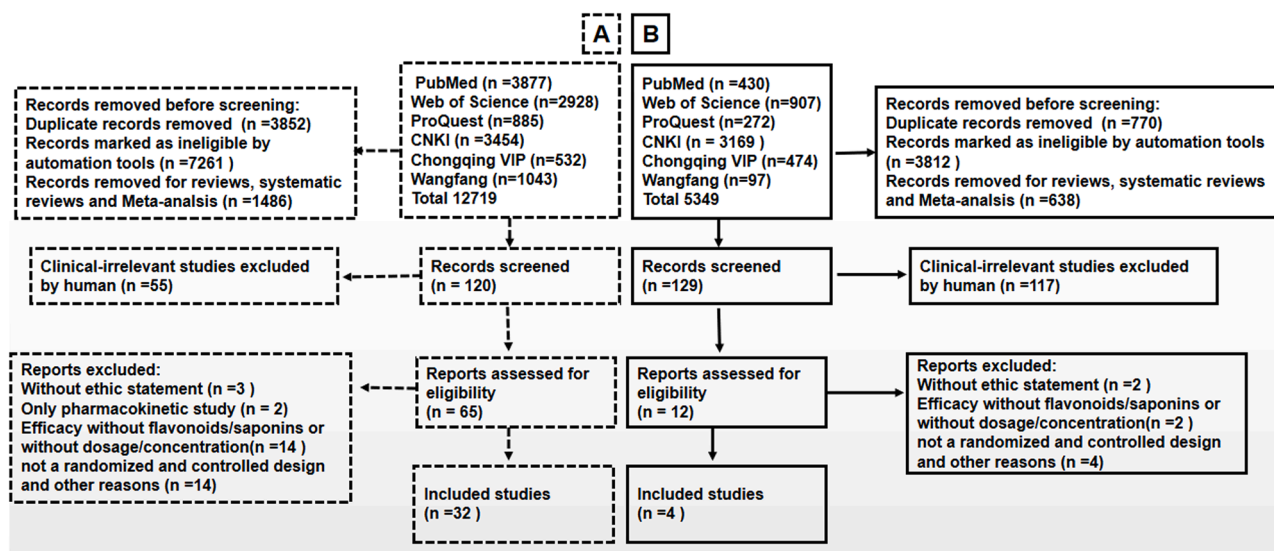 A
B
Records removed before screening:
Duplicate records removed (n =3852)
Records marked as ineligible by
automation tools (n =7261 )
Records removed for reviews, systematic
reviews and Meta-analsis (n =1486)
PubMed (n =3877)
Web of Science (n=2928)
ProQuest (n=885)
CNKI (n =3454)
Chongqing VIP (n=532)
Wangfang (n=1043)
Total 12719
PubMed (n =430)
Web of Science (n=907)
ProQuest (n=272)
CNKI (n = 3169 )
Chongqing VIP (n=474)
Wangfang (n=97)
Total 5349
Records removed before screening:
Duplicate records removed (n =770)
Records marked as ineligible by automation tools
(n =3812 )
Records removed for reviews, systematic reviews
and Meta-analsis (n =638)
Clinical-irrelevant studies excluded
by human (n =55)
Records screened
(n = 120)
Records screened
(n =129)
Clinical-irrelevant studies excluded
by human (n =117)
Reports excluded:
Without ethic statement (n =3 )
Only pharmacokinetic study (n = 2)
Efficacy without flavonoids/saponins or
without dosage/concentration(n =14 )
not a randomized and controlled design
and other reasons (n =14)
Reports assessed for
eligibility
(n = 65)
Reports assessed for
eligibility
(n = 12)
Reports excluded:
Without ethic statement (n =2 )
Efficacy without flavonoids/saponins or
without dosage/concentration(n =2 )
not a randomized and controlled design
and other reasons (n =4)
Included studies
(n =32 )
Included studies
(n =4 )